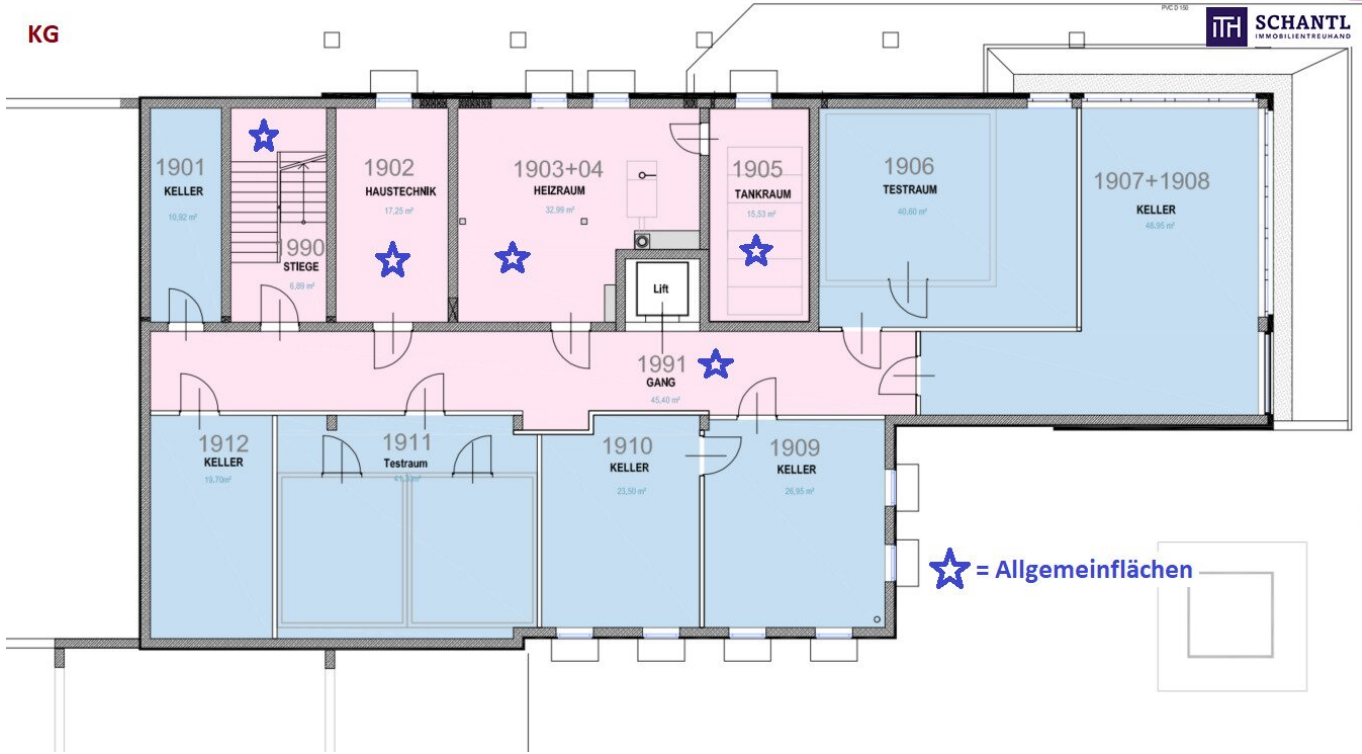 PVC D 150
KG
ITH SCHANTL
IMMOBILIENTREUHAND
1901
KELLER
10,92 m²
1990
STIEGE
6,89 m²
1902
HAUSTECHNIK
17,25 m²
1903+04
HEIZRAUM
32,99 m²
1905
TANKRAUM
15,53 m²
1906
TESTRAUM
40,60 m²
1907+1908
KELLER
48,95 m²
Lift
1991
GANG
45,40 m²
1912
KELLER
19,70m²
1911
Testraum
1910
KELLER
23,50 m²
1909
KELLER
26,95 m²
= Allgemeinflächen